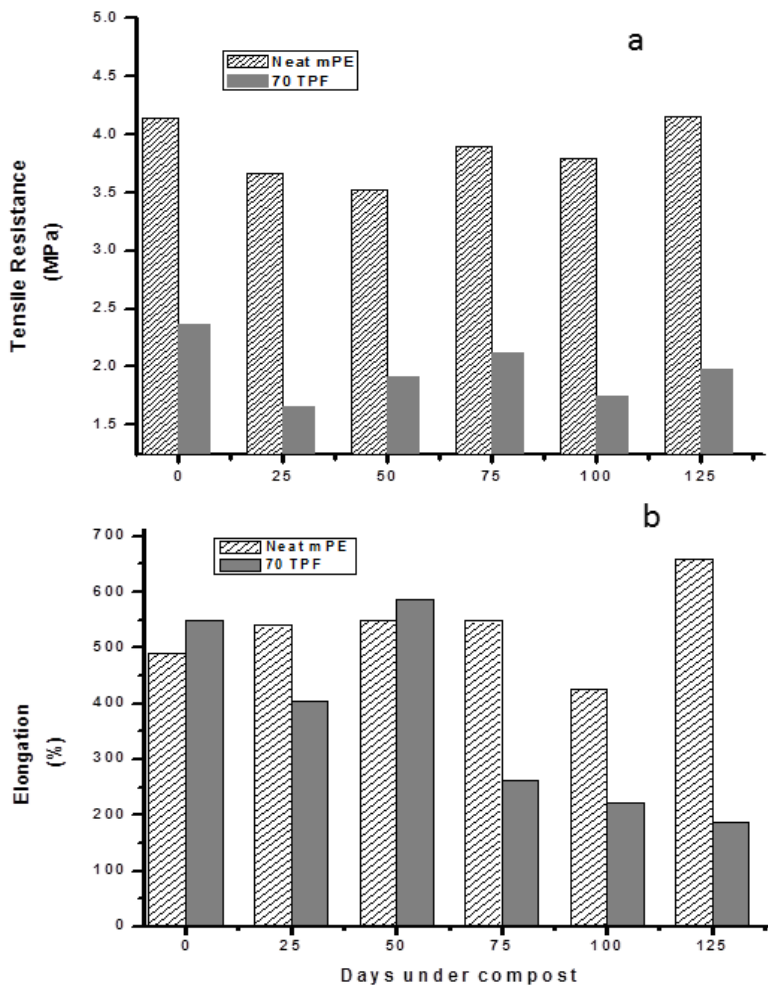 a
Neat mPE
70 TPF
5.0
4.5
4.0
3.5
3.0
2.5
2.0
1.5
Tensile Resistance
(MPa)
0 25 50 75 100 125
b
Neat mPE
70 TPF
700
600
500
400
300
200
100
0
Elongation
(%)
0 25 50 75 100 125
Days under compost